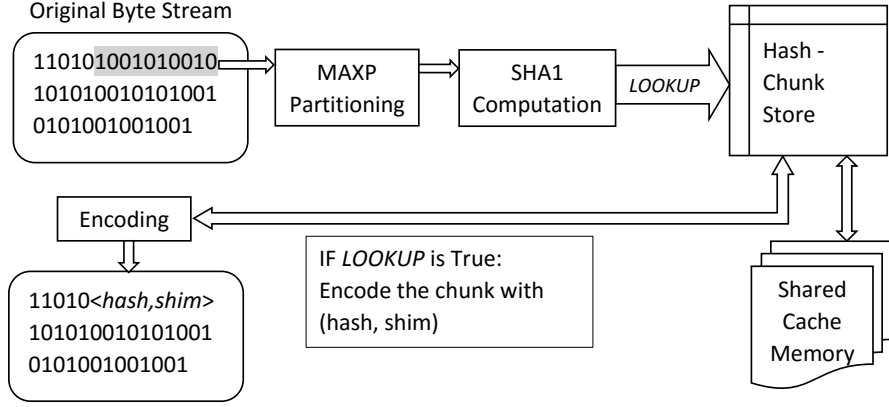 Original Byte Stream
110101001010010
101010010101001
0101001001001
MAXP
Partitioning
SHA1
Computation
LOOKUP
Hash -
Chunk
Store
Encoding
IF LOOKUP is True:
Encode the chunk with
(hash, shim)
11010<hash,shim>
101010010101001
0101001001001
Shared
Cache
Memory